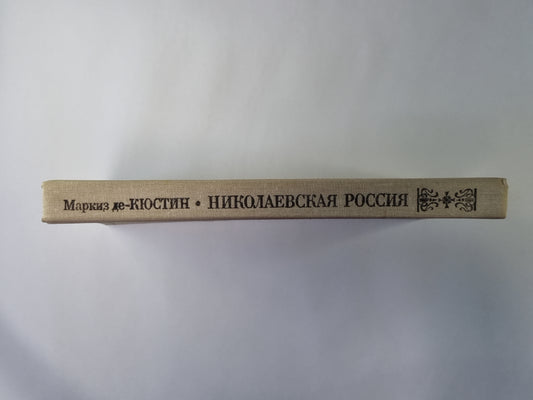 Маркиз де-КЮСТИН • НИКОЛАЕВСКАЯ РОССИЯ